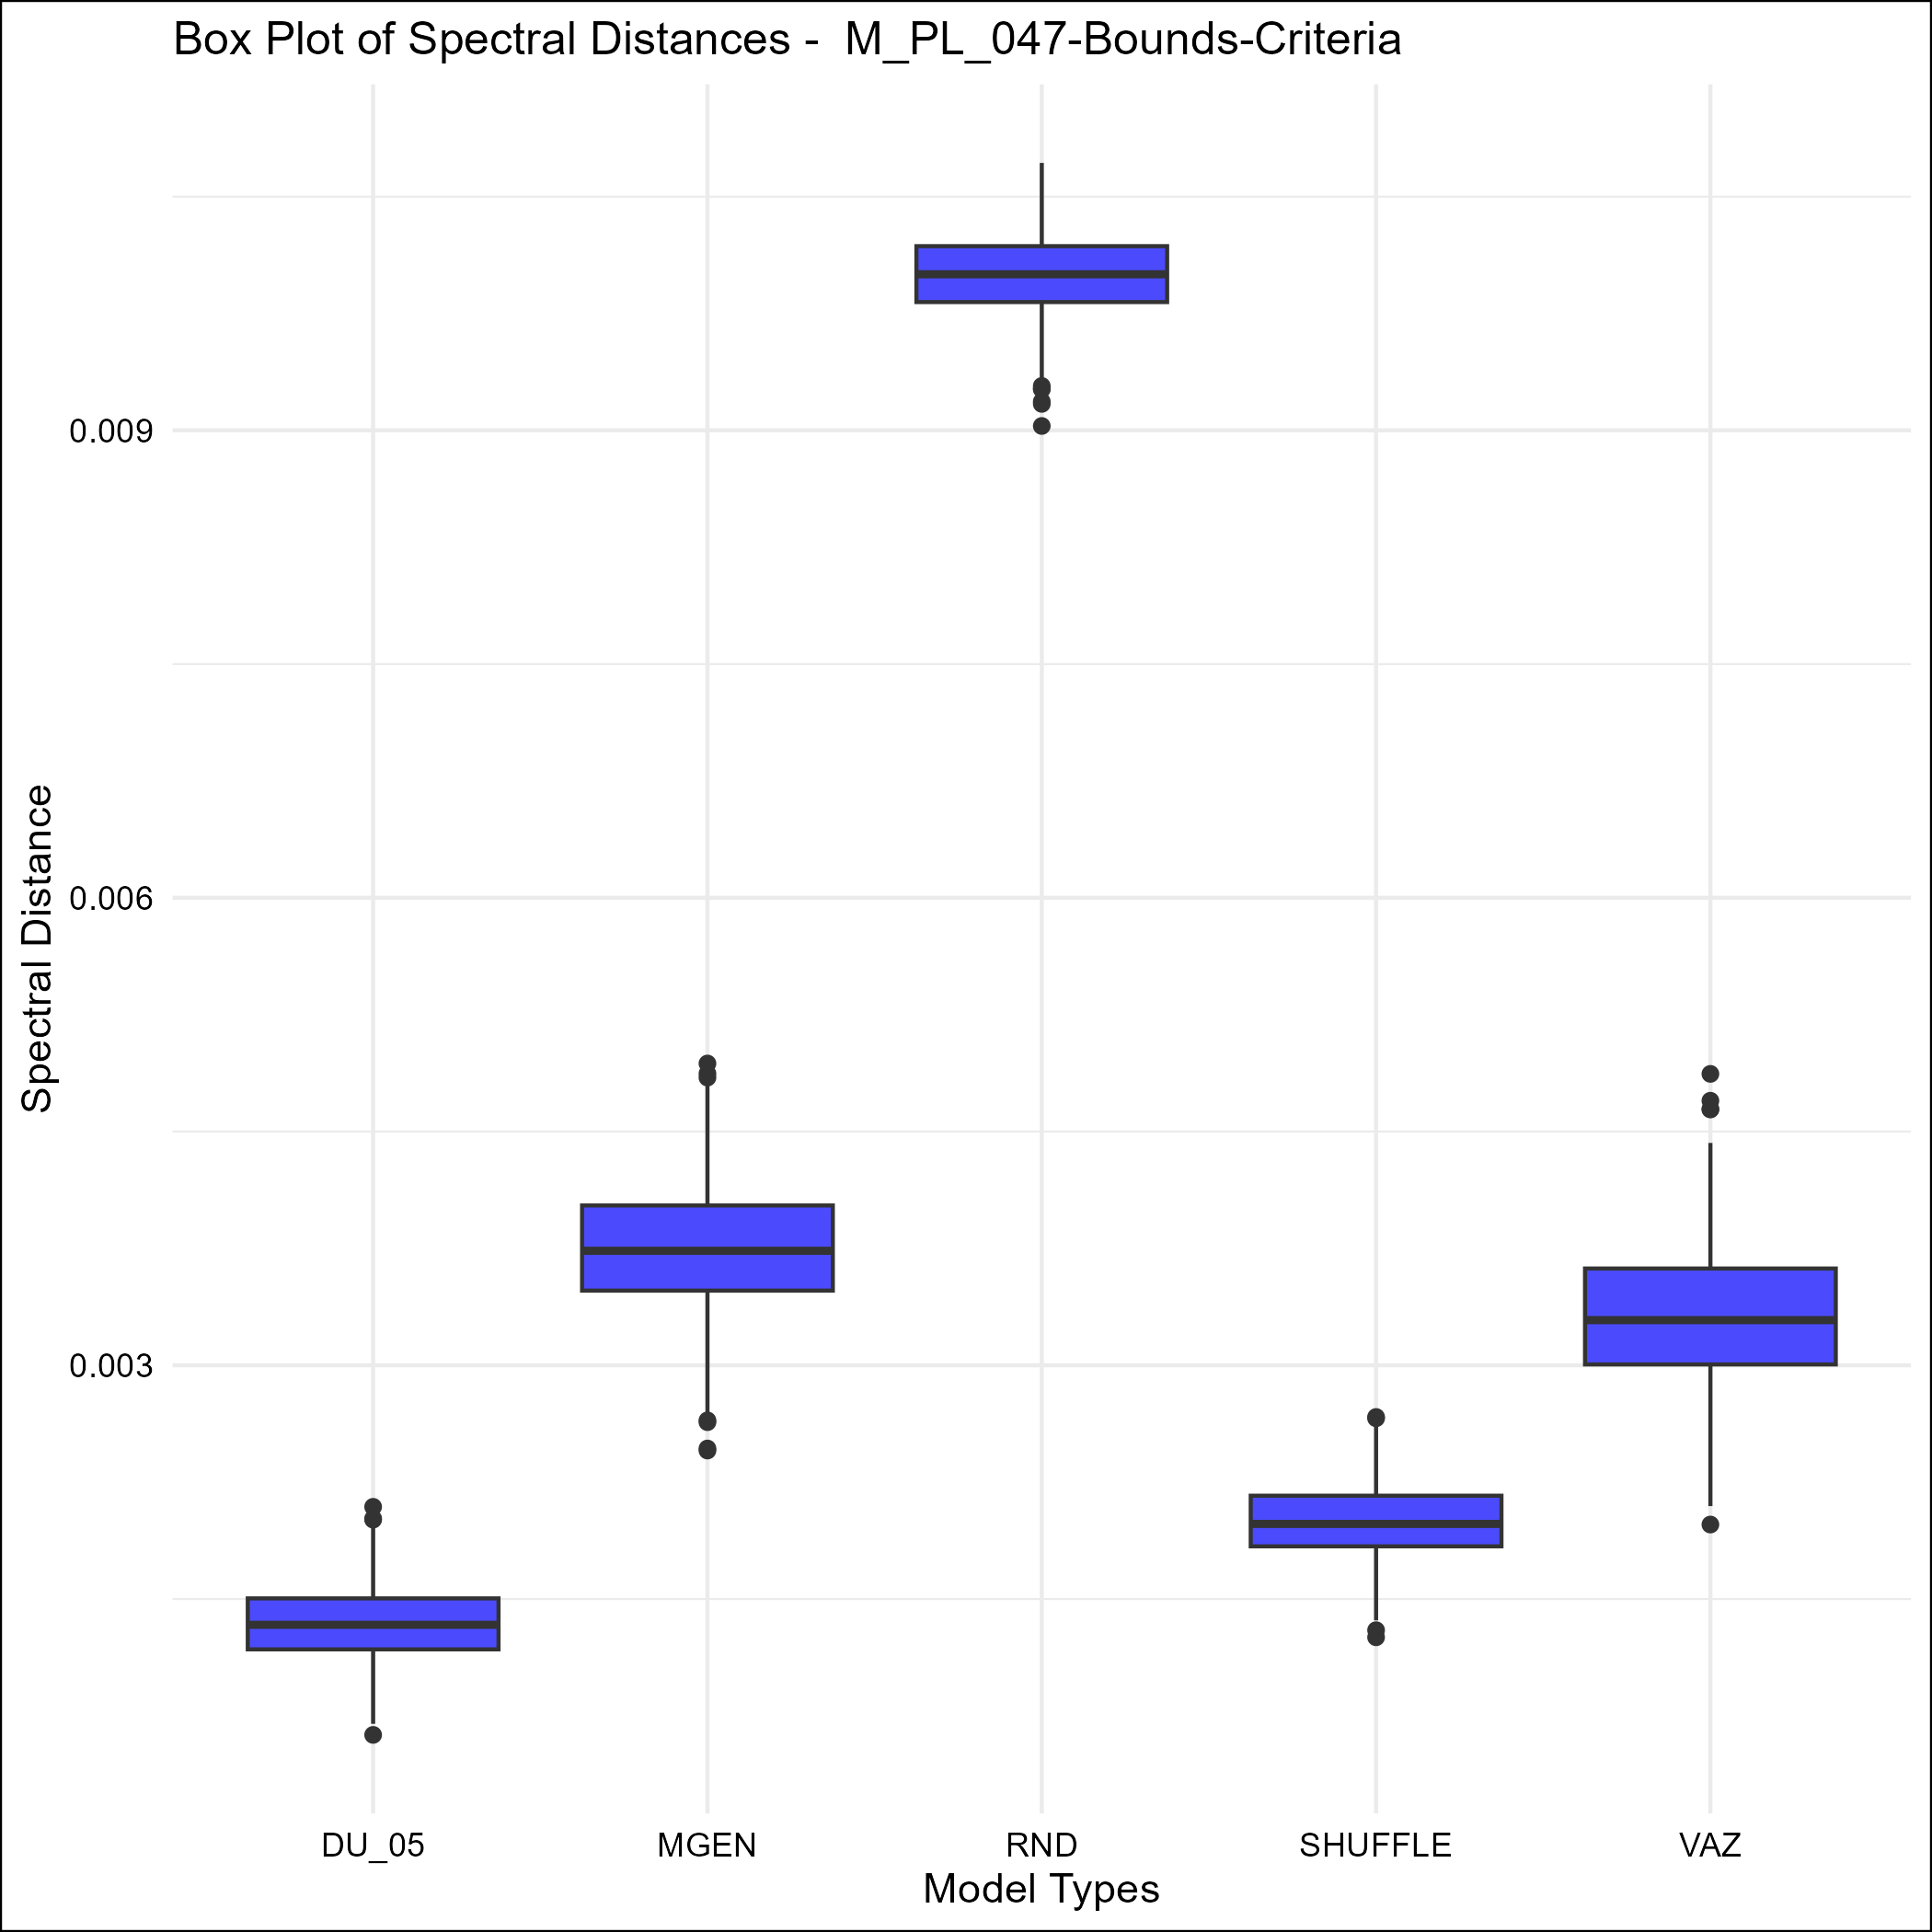 Box Plot of Spectral Distances -  M_PL_047-Bounds-Criteria
Spectral Distance
0.009
0.006
0.003
DU_05 MGEN RND SHUFFLE VAZ
Model Types